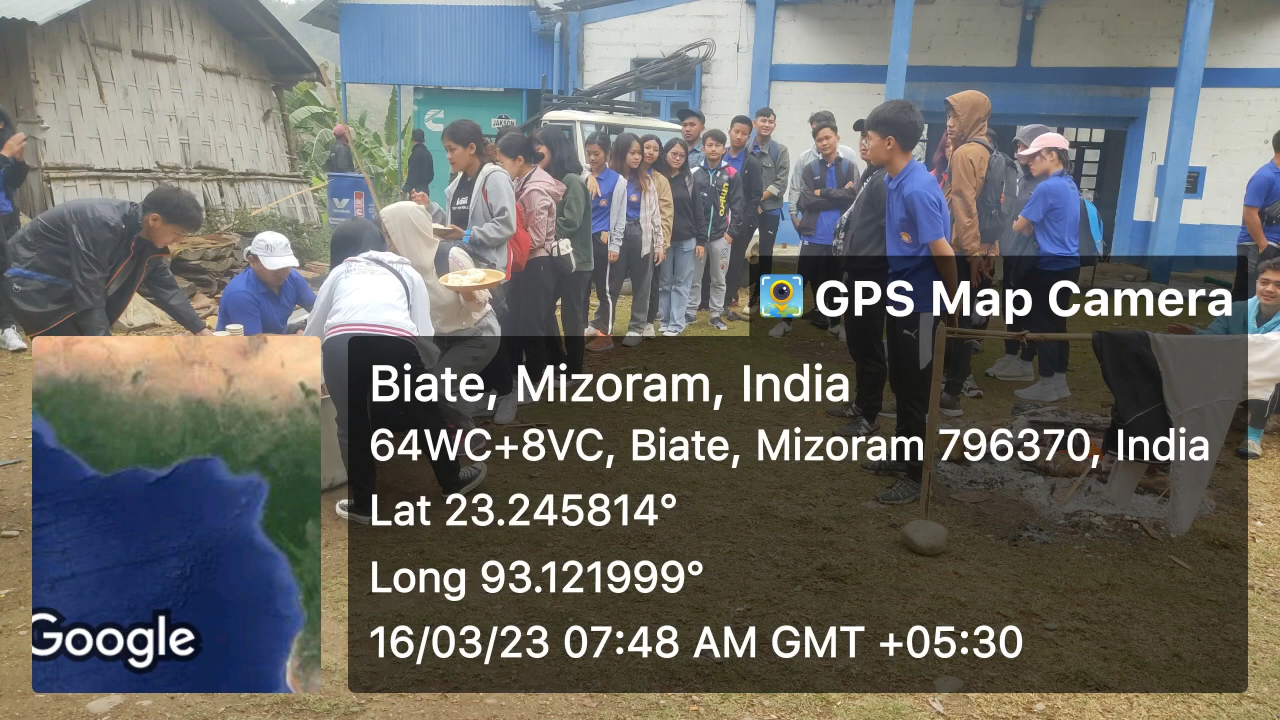 JAKSON
GPS Map Camera
Biate, Mizoram, India
64WC+8VC, Biate, Mizoram 796370, India
Lat 23.245814°
Long 93.121999°
16/03/23 07:48 AM GMT +05:30
Google